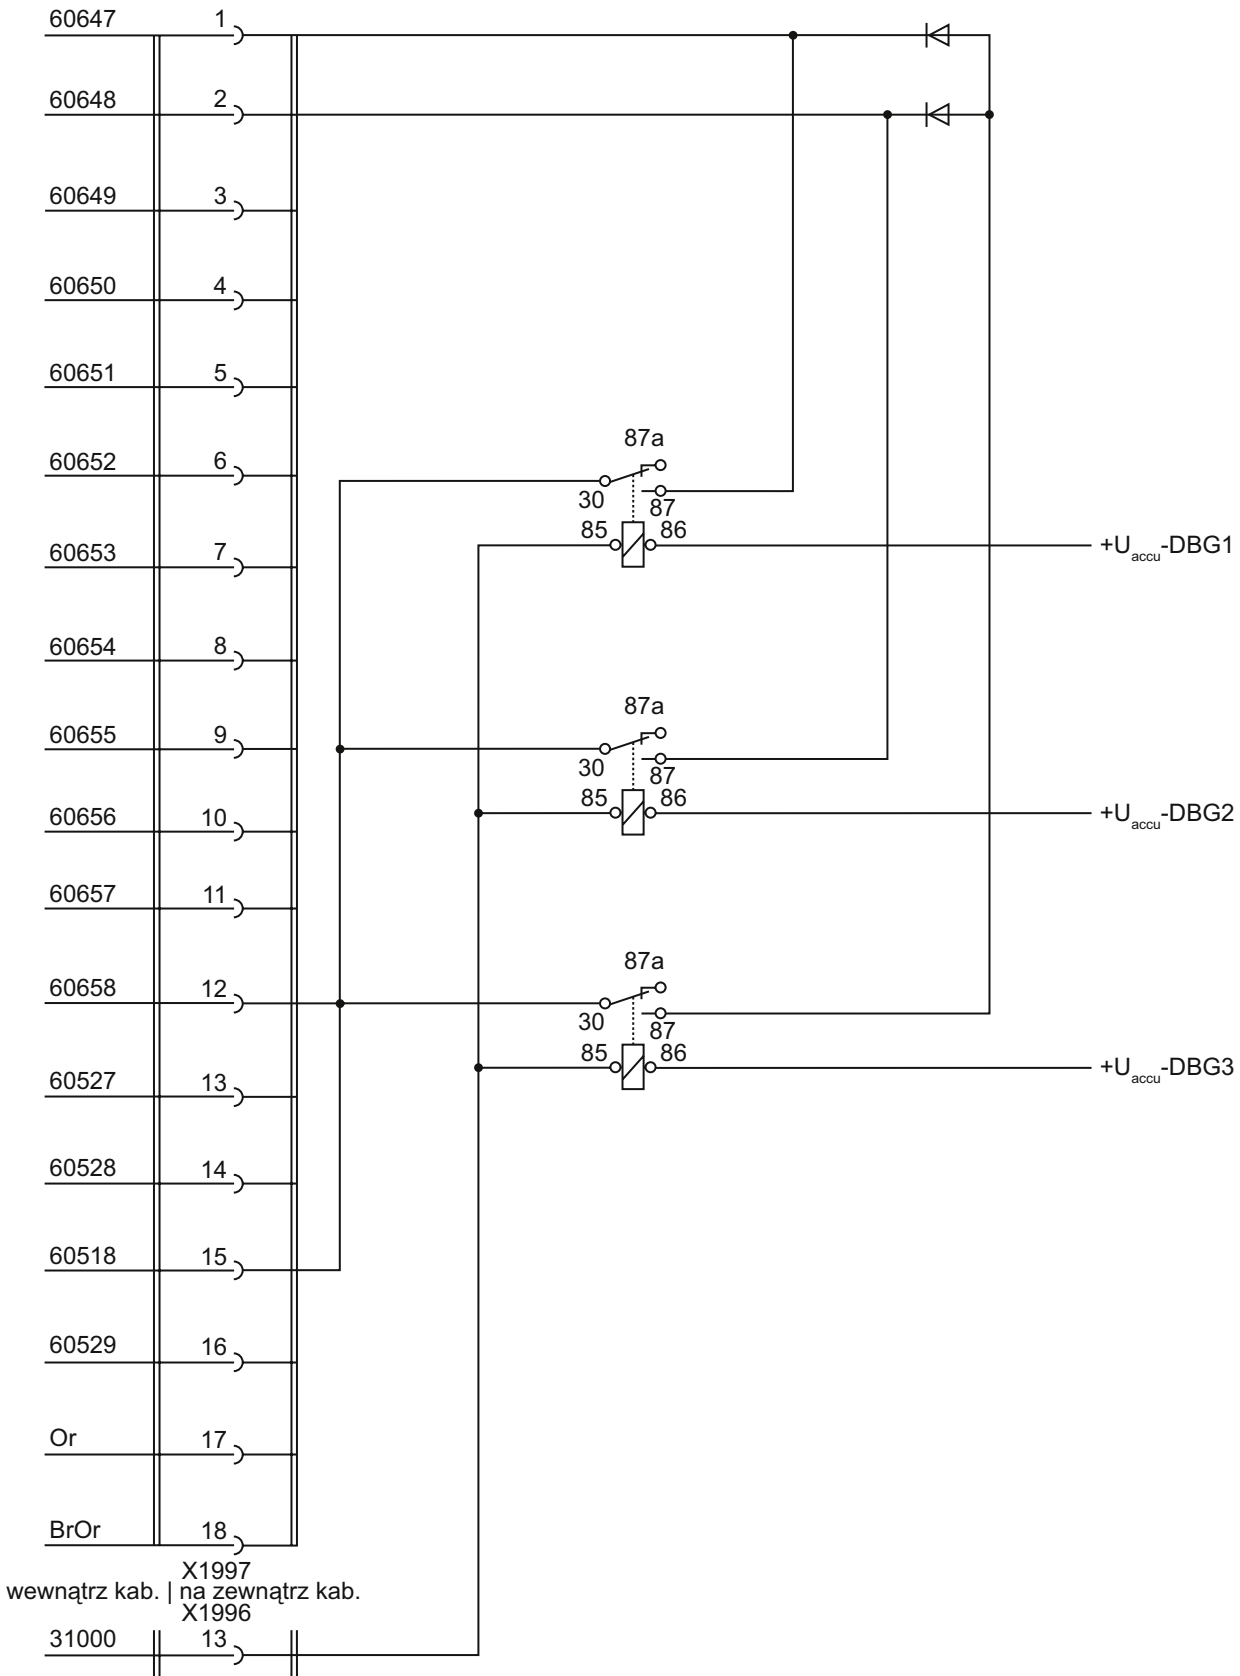 60647 1
60648 2
60649 3
60650 4
60651 5
87a
60652 6
30 87
85 86
60653 7 +Uaccu-DBG1
60654 8
87a
60655 9
30 87
85 86
60656 10 +Uaccu-DBG2
60657 11
87a
60658 12
30 87
85 86
+Uaccu-DBG3
60527 13
60528 14
60518 15
60529 16
Or 17
BrOr 18
X1997
wewnątrz kab. | na zewnątrz kab.
X1996
31000 13